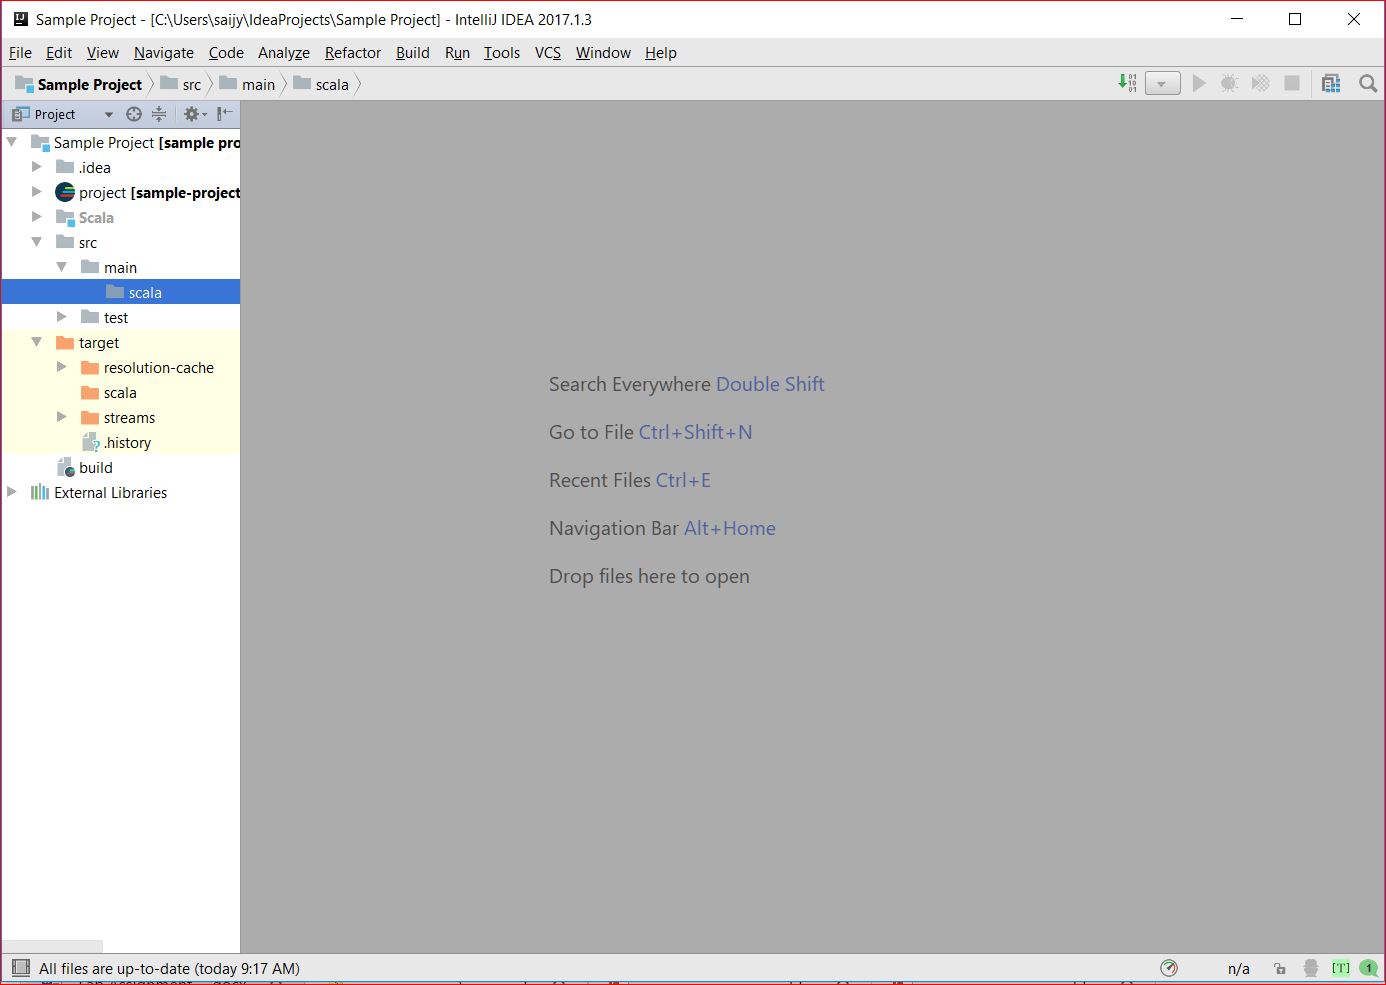 Sample Project - [C:\Users\saijy\IdeaProjects\Sample Project] - IntelliJ IDEA 2017.1.3
File Edit View Navigate Code Analyze Refactor Build Run Tools VCS Window Help
Sample Project src main scala
Project
Sample Project [sample pro
.idea
project [sample-project
Scala
src
main
scala
test
target
resolution-cache
scala
streams
.history
build
External Libraries
Search Everywhere Double Shift
Go to File Ctrl+Shift+N
Recent Files Ctrl+E
Navigation Bar Alt+Home
Drop files here to open
All files are up-to-date (today 9:17 AM) n/a [T] 1